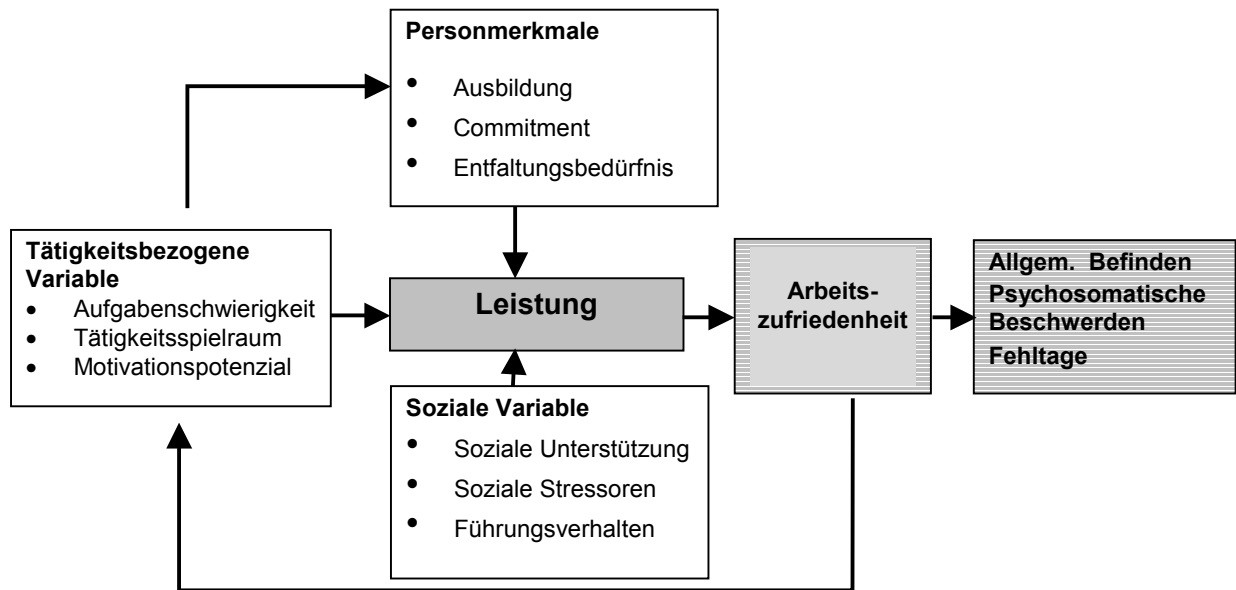 Personmerkmale
• Ausbildung
• Commitment
• Entfaltungsbedürfnis
Tätigkeitsbezogene
Variable
• Aufgabenschwierigkeit
• Tätigkeitsspielraum
• Motivationspotenzial
Leistung
Soziale Variable
• Soziale Unterstützung
• Soziale Stressoren
• Führungsverhalten
Arbeits-
zufriedenheit
Allgem. Befinden
Psychosomatische
Beschwerden
Fehltage